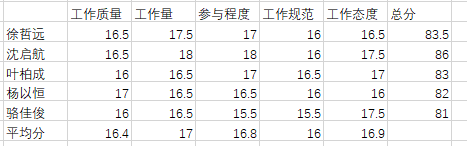 工作质量 工作量 参与程度 工作规范 工作态度 总分
徐哲远 16.5 17.5 17 16 16.5 83.5
沈启航 16.5 18 18 16 17.5 86
叶柏成 16 16.5 17 16.5 17 83
杨以恒 17 16.5 16.5 16 16 82
骆佳俊 16 16.5 15.5 15.5 17.5 81
平均分 16.4 17 16.8 16 16.9